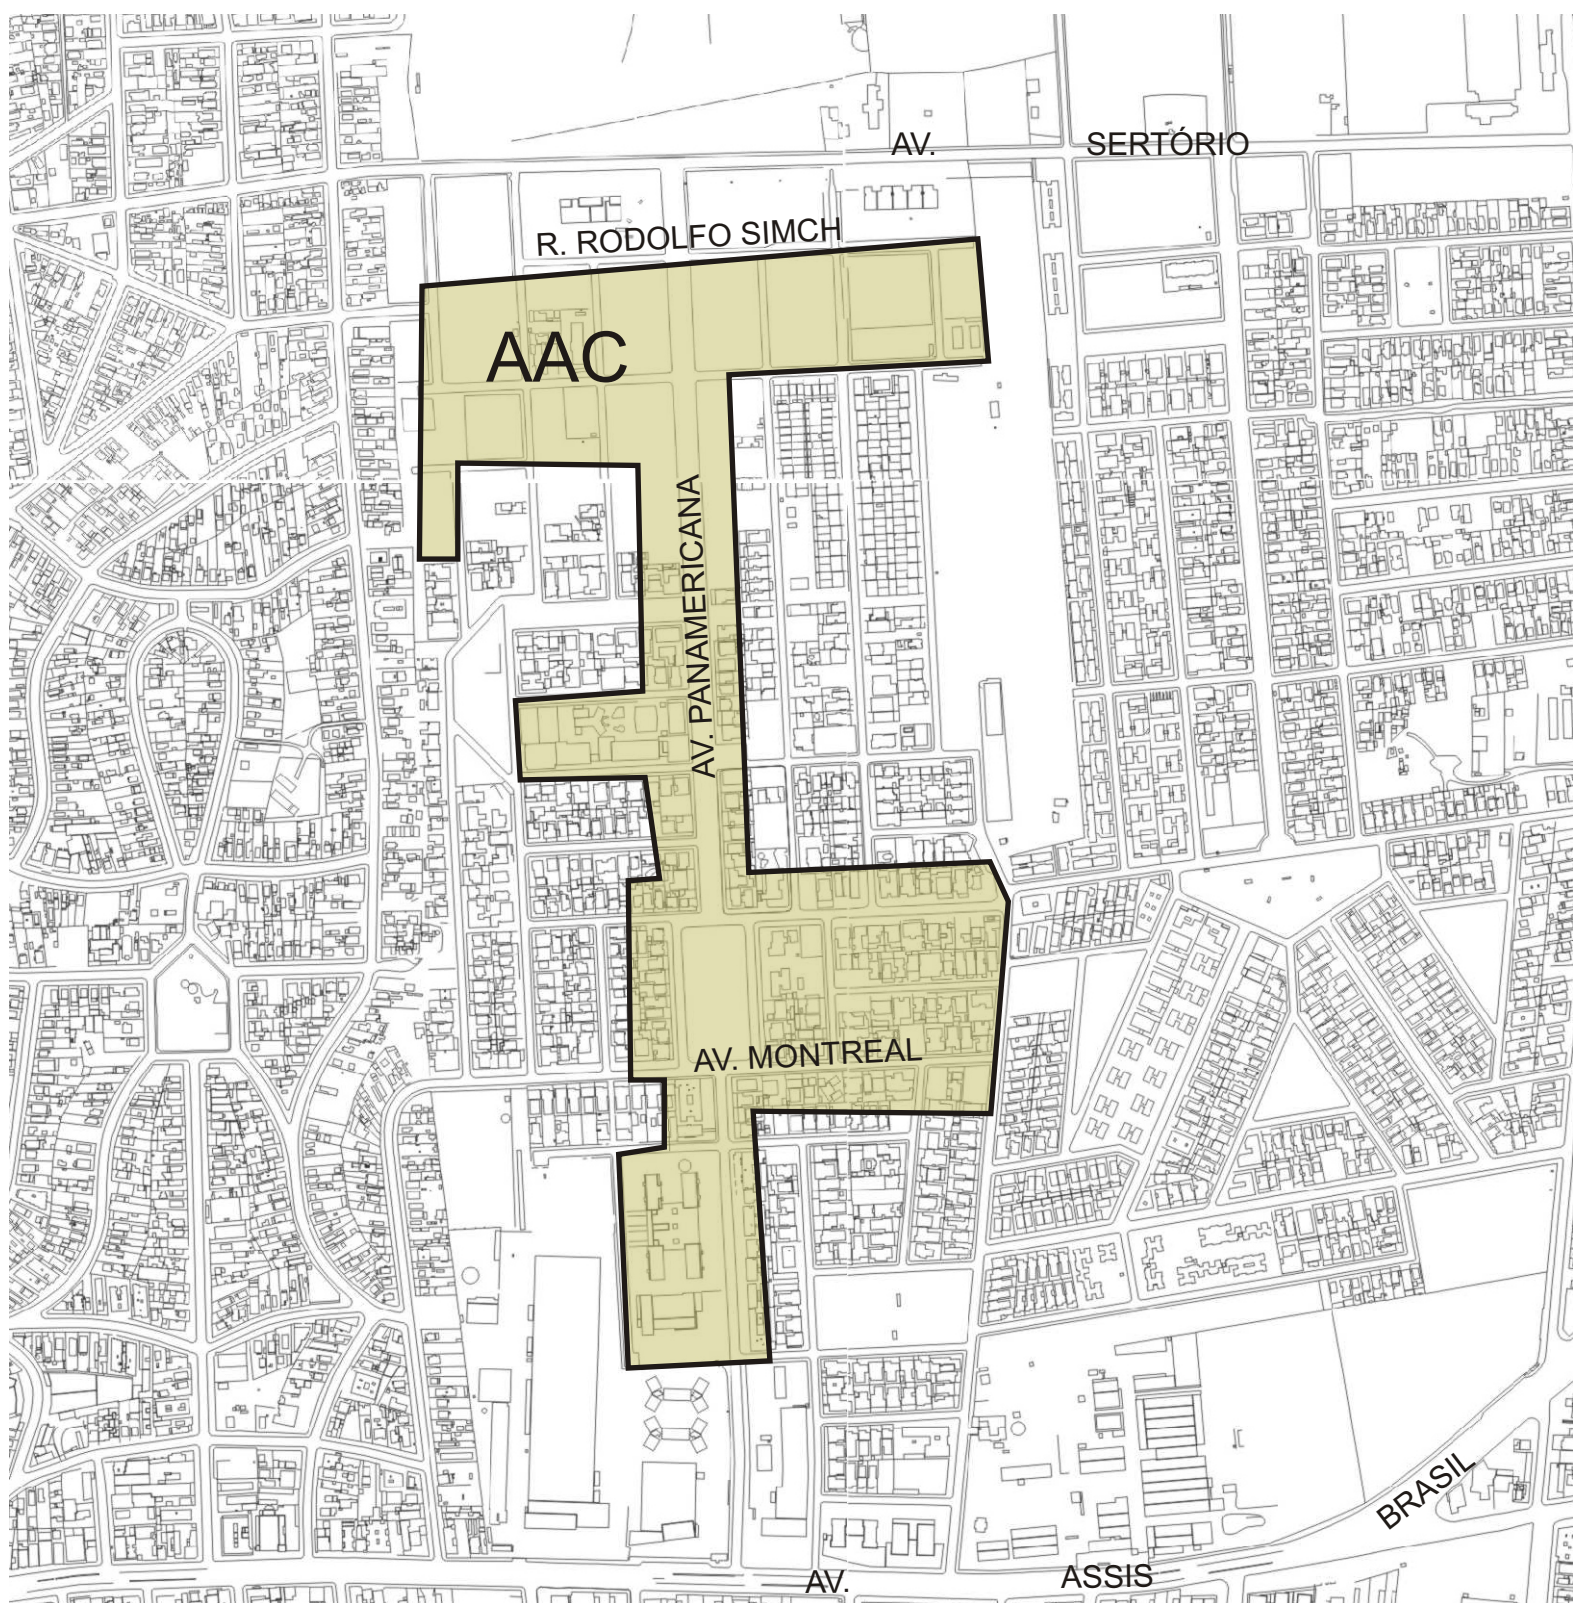 AV. SERTÓRIO
R. RODOLFO SIMCH
AAC
AV. PANAMERICANA
AV. MONTREAL
AV. ASSIS BRASIL